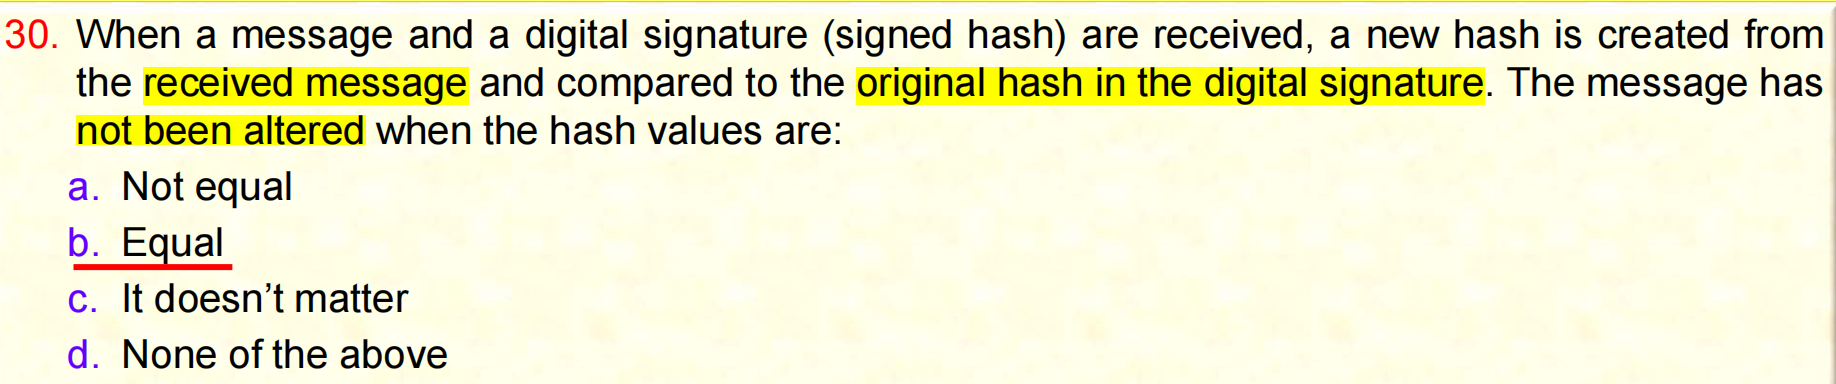 30. When a message and a digital signature (signed hash) are received, a new hash is created from
the received message and compared to the original hash in the digital signature. The message has
not been altered when the hash values are:
a. Not equal
b. Equal
c. It doesn’t matter
d. None of the above